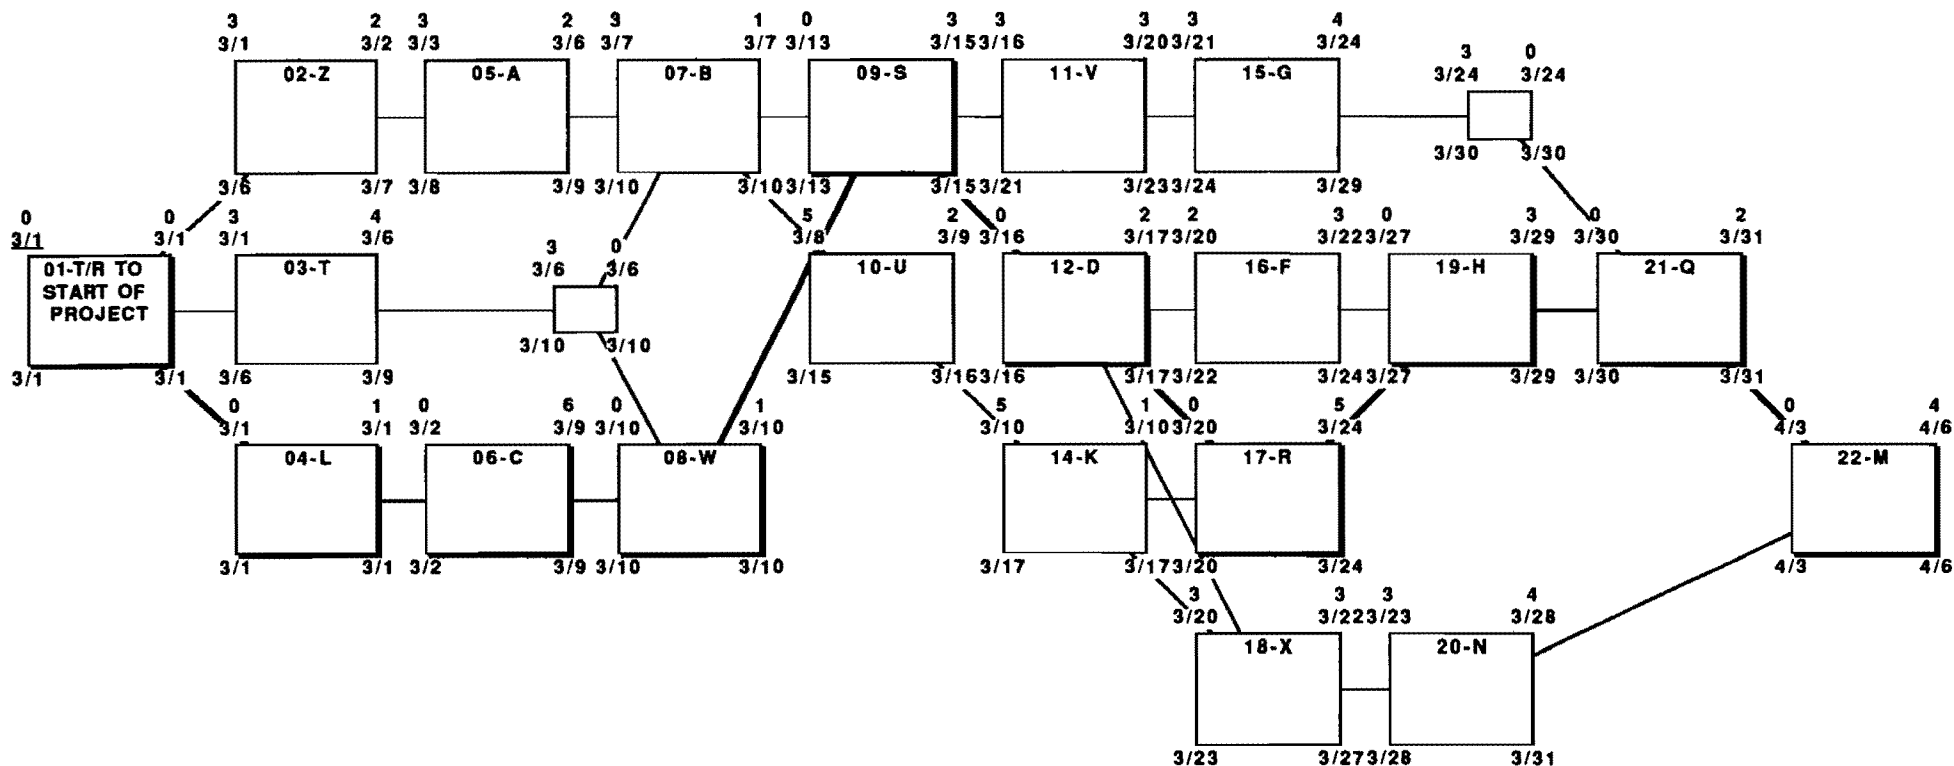 3 2 3 2 3 1 0 3 3 3 3 4
3/1 3/2 3/3 3/6 3/7 3/7 3/13 3/15 3/16 3/20 3/21 3/24
3 0
3/24 3/24
02-Z 05-A 07-B 09-S 11-V 15-G
3/30 3/30
3/6 3/7 3/8 3/9 3/10 3/10 3/13 3/15 3/21 3/23 3/24 3/29
0 0 3 4 5 2 0 2 2 3 0 3 0 2
3/1 3/1 3/1 3/6 3/8 3/9 3/16 3/17 3/20 3/22 3/27 3/29 3/30 3/31
3 0
3/6 3/6
01-T/R TO
START OF
PROJECT
03-T 10-U 12-D 16-F 19-H 21-Q
3/10 3/10
3/1 3/1 3/6 3/9 3/15 3/16 3/16 3/17 3/22 3/24 3/27 3/29 3/30 3/31
0 1 0 6 0 1 5 1 0 5 0 4
3/1 3/1 3/2 3/9 3/10 3/10 3/10 3/10 3/20 3/24 4/3 4/6
04-L 06-C 08-W 14-K 17-R 22-M
3/1 3/1 3/2 3/9 3/10 3/10 3/17 3/17 3/20 3/24 4/3 4/6
3 3 3 4
3/20 3/22 3/23 3/28
18-X 20-N
3/23 3/27 3/28 3/31